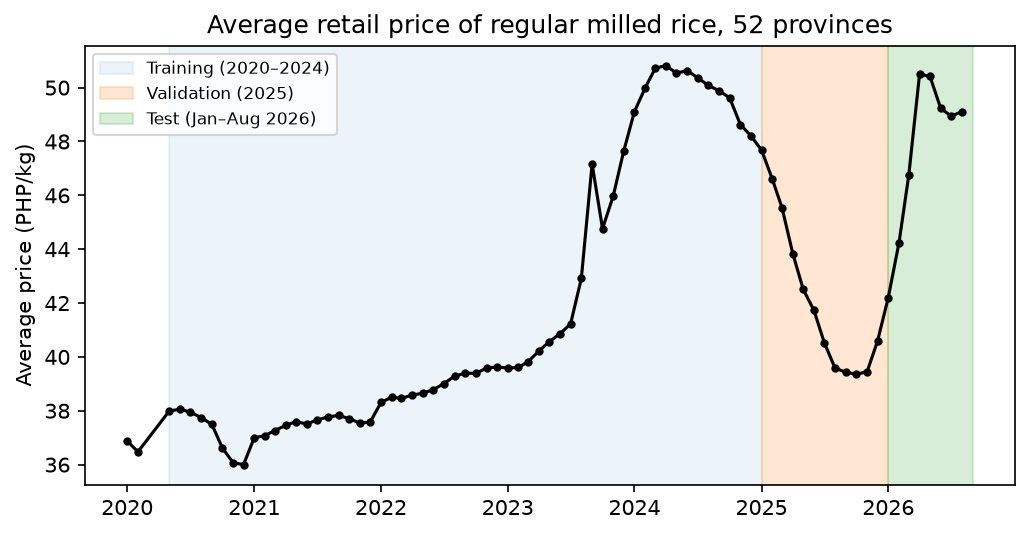 Average retail price of regular milled rice, 52 provinces
Training (2020–2024)
Validation (2025)
Test (Jan–Aug 2026)
Average price (PHP/kg)
50
48
46
44
42
40
38
36
2020 2021 2022 2023 2024 2025 2026